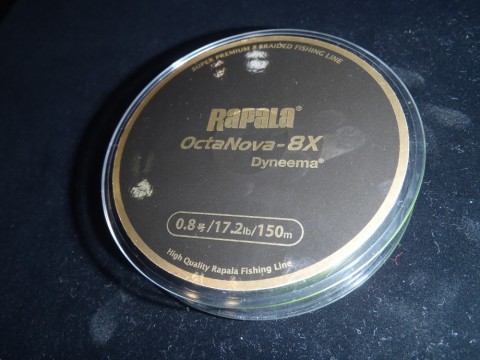 SUPER PREMIUM 8 BRAIDED FISHING LINE
RAPALA®
OctaNova-8X
Dyneema®
0.8号/17.2lb/150m
High Quality Rapala Fishing Line